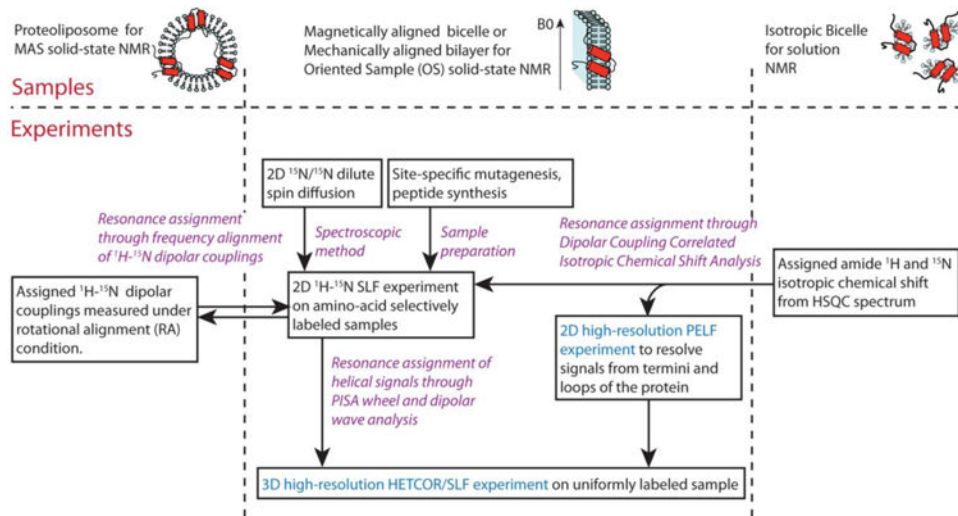 Proteoliposome for
MAS solid-state NMR
Magnetically aligned bicelle or
Mechanically aligned bilayer for
Oriented Sample (OS) solid-state NMR
B0
Isotropic Bicelle
for solution
NMR
Samples
Experiments
2D ¹⁵N/¹⁵N dilute
spin diffusion
Site-specific mutagenesis,
peptide synthesis
Resonance assignment
through frequency alignment
of ¹H-¹⁵N dipolar couplings
Spectroscopic
method
Sample
preparation
Resonance assignment through
Dipolar Coupling Correlated
Isotropic Chemical Shift Analysis
Assigned ¹H-¹⁵N dipolar
couplings measured under
rotational alignment (RA)
condition.
2D ¹H-¹⁵N SLF experiment
on amino-acid selectively
labeled samples
Assigned amide ¹H and ¹⁵N
isotropic chemical shift
from HSQC spectrum
2D high-resolution PELF
experiment to resolve
signals from termini and
loops of the protein
Resonance assignment of
helical signals through
PISA wheel and dipolar
wave analysis
3D high-resolution HETCOR/SLF experiment on uniformly labeled sample